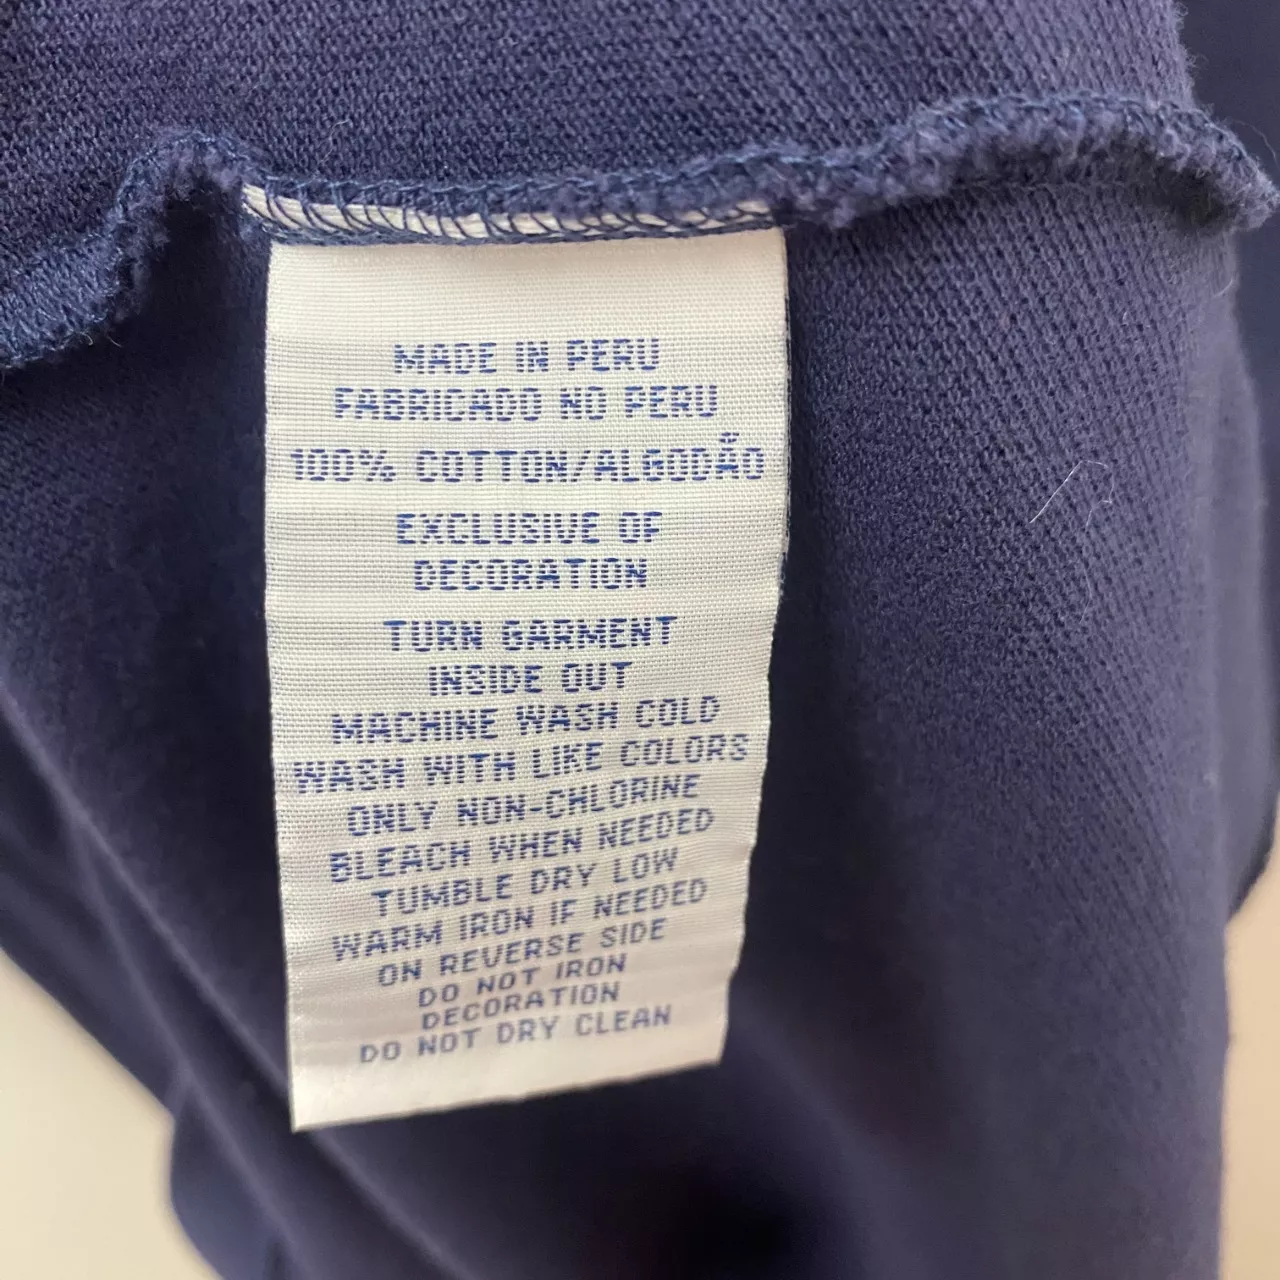 MADE IN PERU
FABRICADO NO PERU
100% COTTON/ALGODÃO
EXCLUSIVE OF
DECORATION
TURN GARMENT
INSIDE OUT
MACHINE WASH COLD
WASH WITH LIKE COLORS
ONLY NON-CHLORINE
BLEACH WHEN NEEDED
TUMBLE DRY LOW
WARM IRON IF NEEDED
ON REVERSE SIDE
DO NOT IRON
DECORATION
DO NOT DRY CLEAN